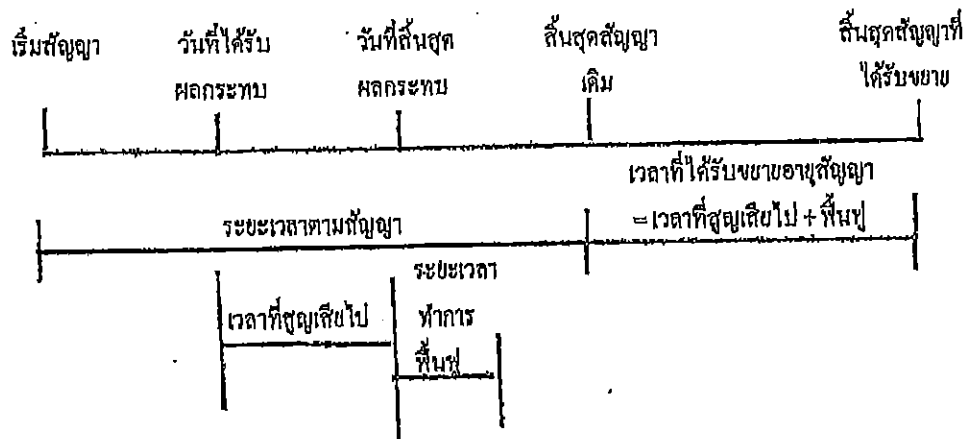 เริ่มสัญญา
วันที่ได้รับ
ผลกระทบ
วันที่สิ้นสุด
ผลกระทบ
สิ้นสุดสัญญา
เดิม
สิ้นสุดสัญญาที่
ได้รับขยาย
เวลาที่ได้รับขยายอายุสัญญา
=เวลาที่สูญเสียไป + ฟื้นฟู
ระยะเวลาตามสัญญา
เวลาที่สูญเสียไป
ระยะเวลา
ทำการ
ฟื้นฟู